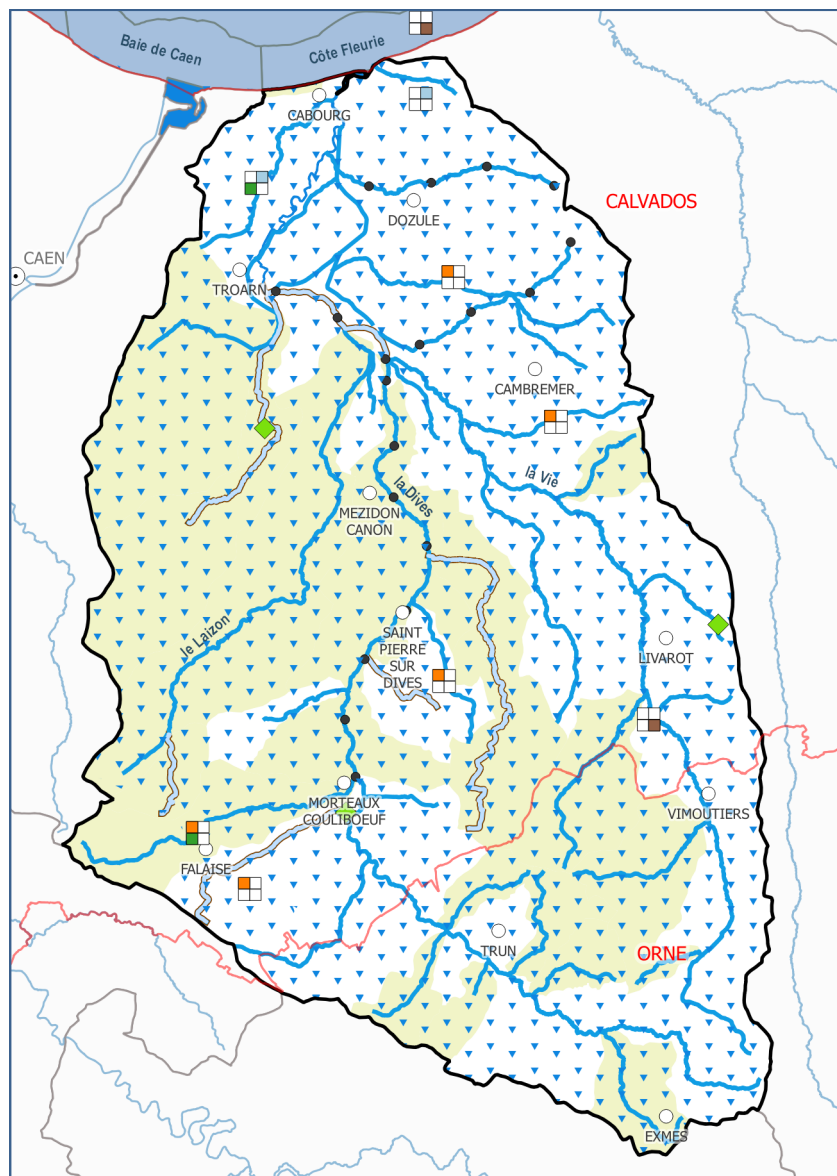 Baie de Caen
Côte Fleurie
CABOURG
CALVADOS
DOZULE
CAEN
TROARN
CAMBREMER
la Vie
la Dives
MEZIDON
CANON
le Laizon
SAINT
PIERRE
SUR
DIVES
LIVAROT
MORTEAUX
COULIBOEUF
VIMOUTIERS
FALAISE
TRUN
ORNE
EXMES